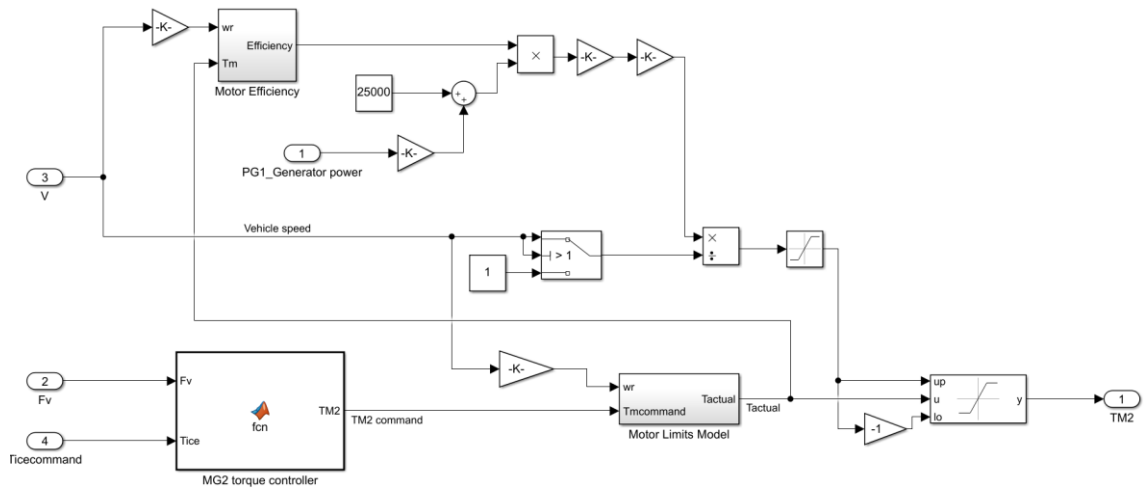 -K-
wr
Efficiency
Tm
Motor Efficiency
×
-K-
-K-
25000
+
+
1
PG1_Generator power
-K-
3
V
Vehicle speed
> 1
1
×
÷
2
Fv
4
Ticecommand
Fv
Tice
fcn
TM2
MG2 torque controller
TM2 command
-K-
wr
Tmcommand
Tactual
Motor Limits Model
Tactual
up
u
lo
y
-1
1
TM2